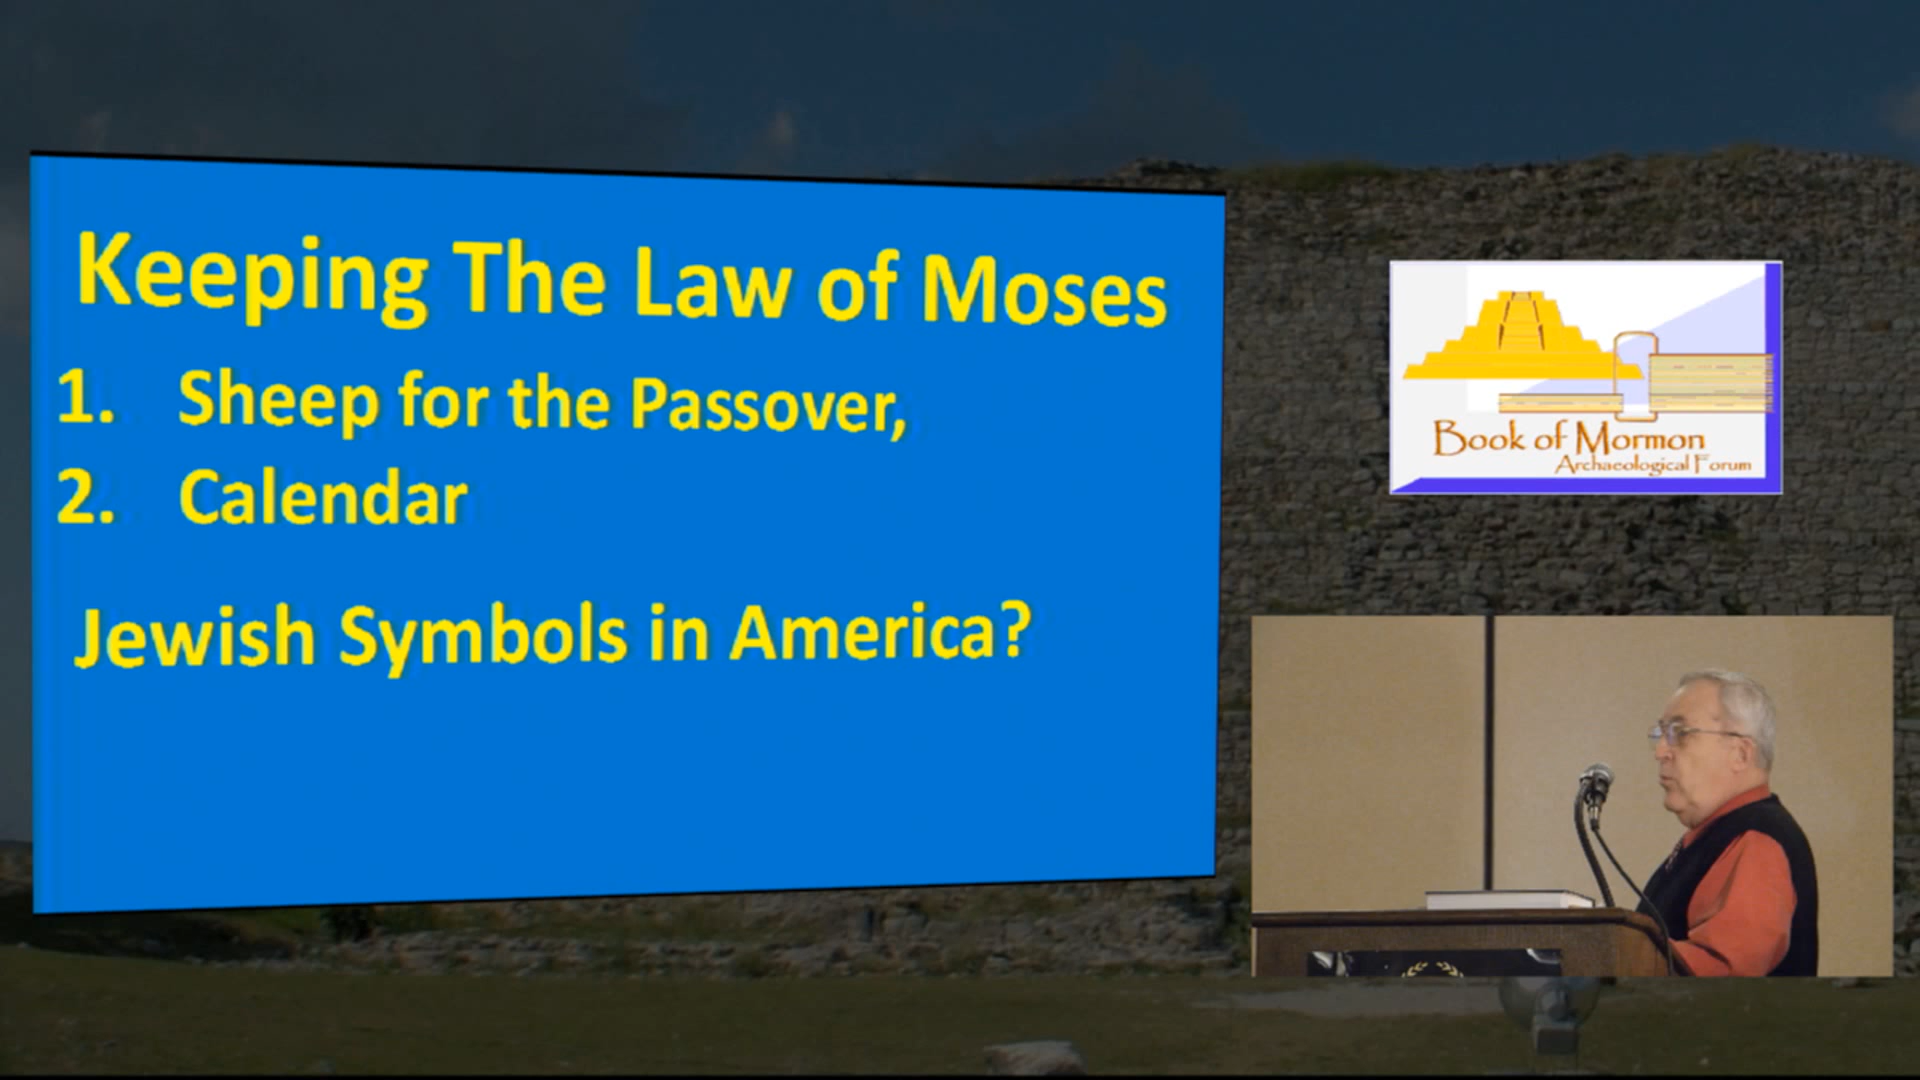 Keeping The Law of Moses
1. Sheep for the Passover,
2. Calendar
Jewish Symbols in America?
Book of Mormon
Archaeological Forum